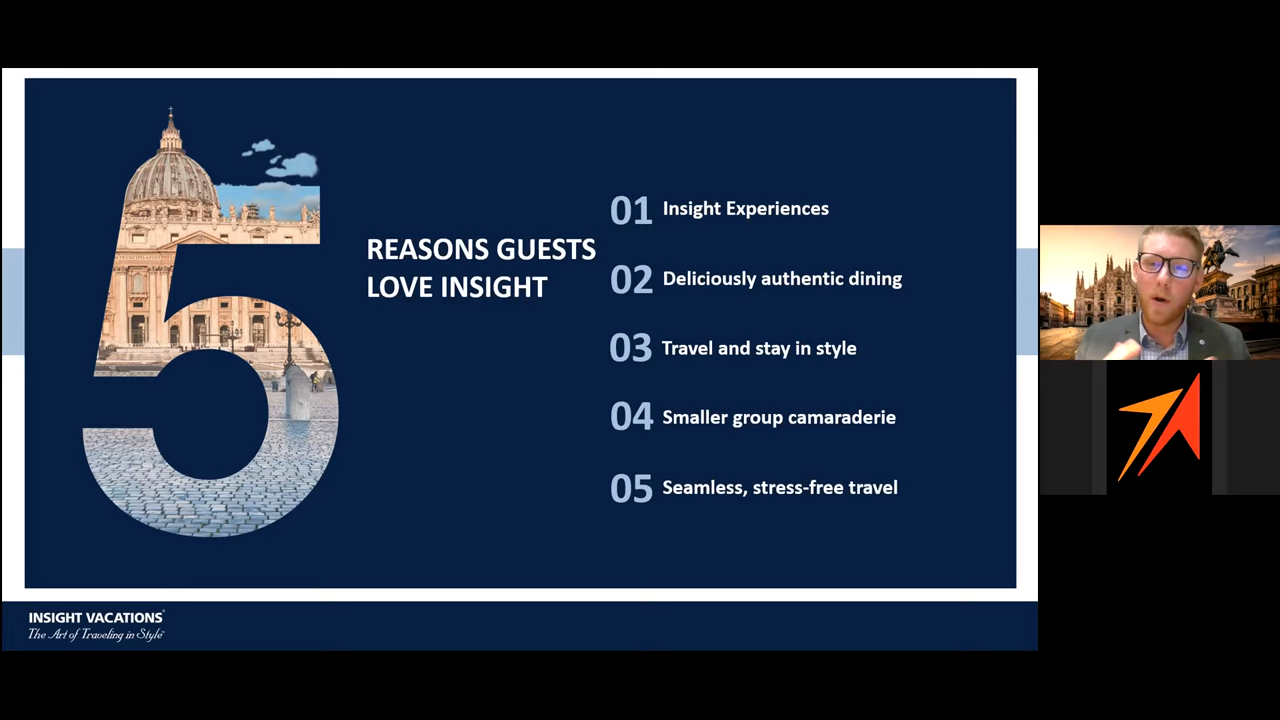 5
REASONS GUESTS
LOVE INSIGHT
01 Insight Experiences
02 Deliciously authentic dining
03 Travel and stay in style
04 Smaller group camaraderie
05 Seamless, stress-free travel
INSIGHT VACATIONS
The Art of Traveling in Style